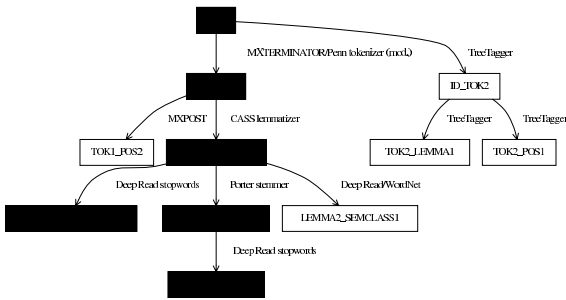 MXTERMINATOR/Penn tokenizer (mod.)
TreeTagger
ID_TOK2
MXPOST
CASS lemmatizer
TreeTagger
TreeTagger
TOK1_POS2
TOK2_LEMMA1
TOK2_POS1
Deep Read stopwords
Porter stemmer
Deep Read/WordNet
LEMMA2_SEMCLASS1
Deep Read stopwords